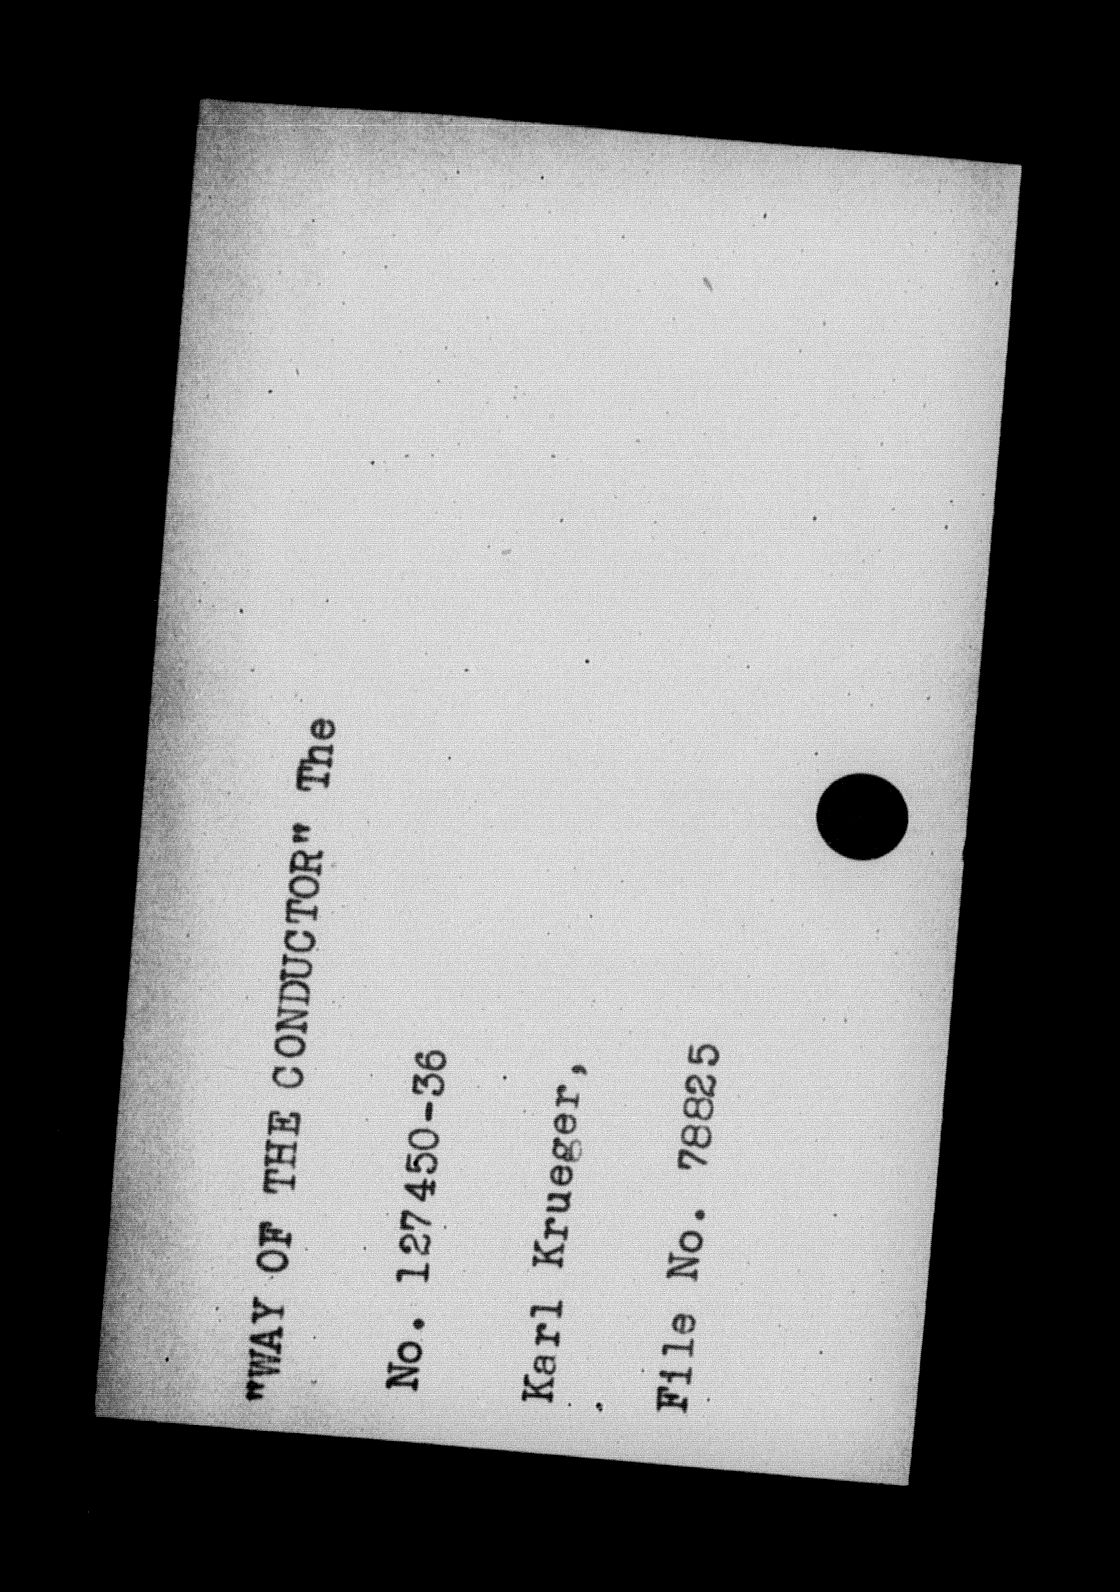 "WAY OF THE CONDUCTOR" The
No. 127450-36
Karl Krueger,
File No. 78825